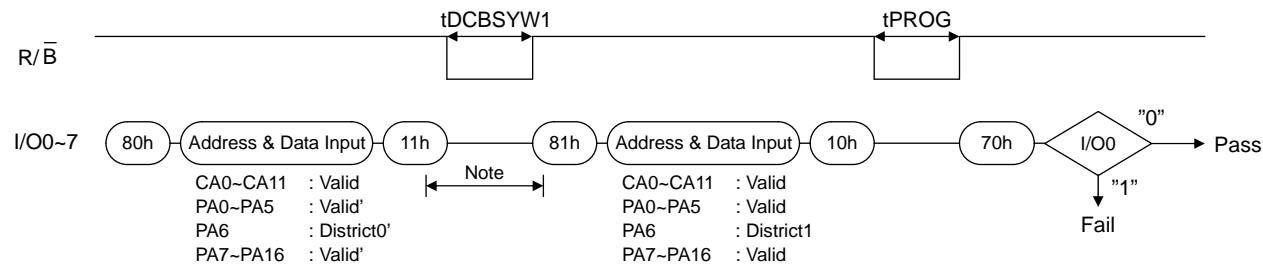 tDCBSYW1 tPROG
R/B̅
I/O0~7 80h Address & Data Input 11h 81h Address & Data Input 10h 70h I/O0 "0" Pass
Note "1"
CA0~CA11 : Valid CA0~CA11 : Valid
PA0~PA5 : Valid' PA0~PA5 : Valid
PA6 : District0' PA6 : District1 Fail
PA7~PA16 : Valid' PA7~PA16 : Valid